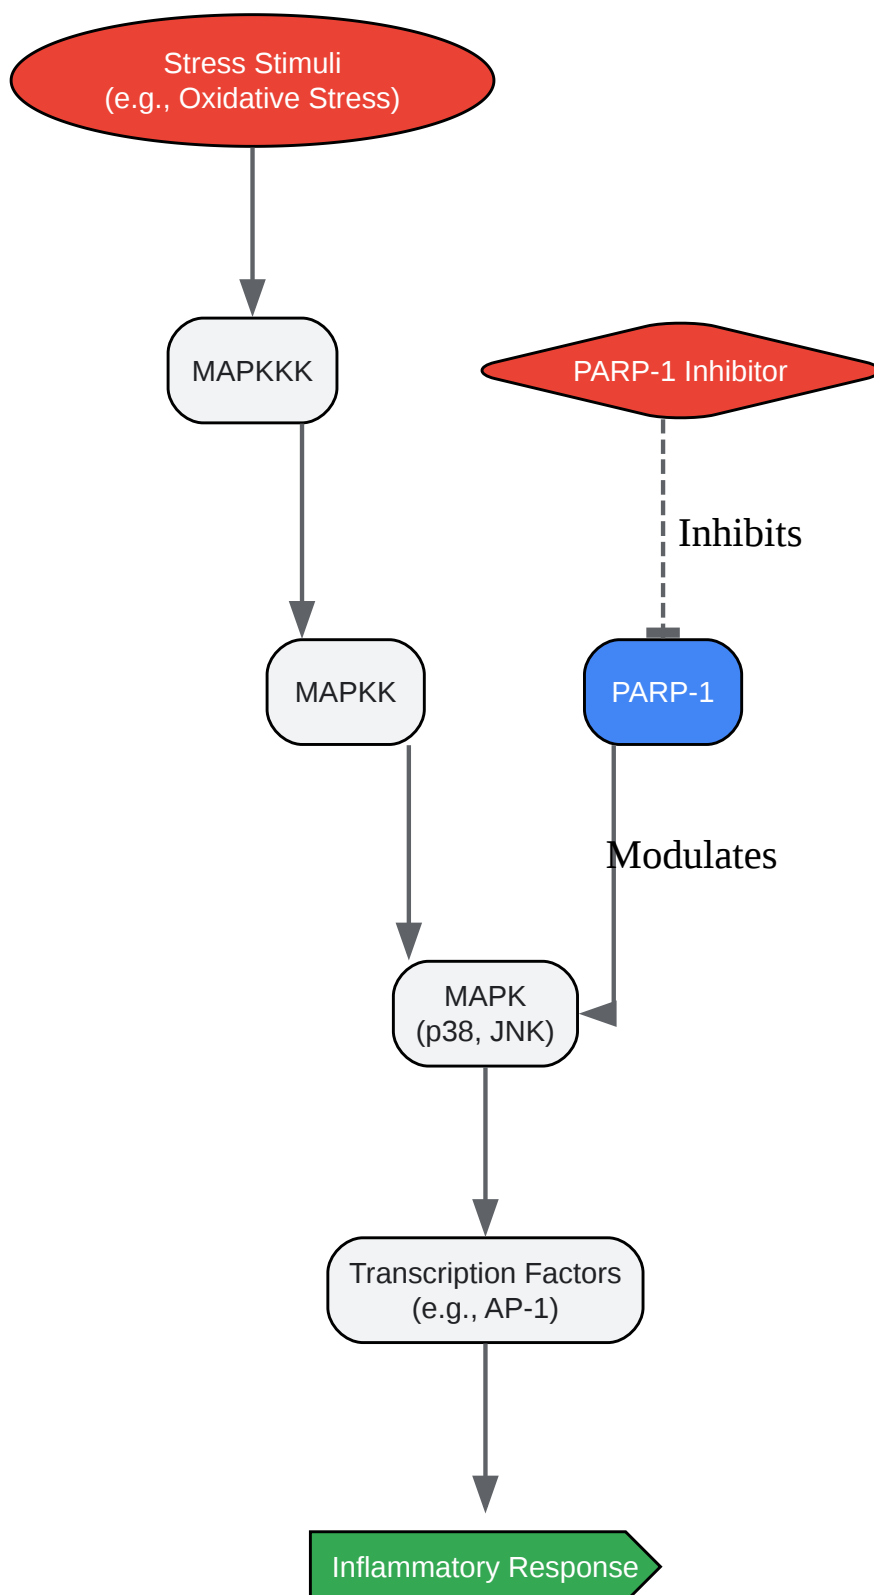 Stress Stimuli
(e.g., Oxidative Stress)
MAPKKK
PARP-1 Inhibitor
Inhibits
MAPKK
PARP-1
Modulates
MAPK
(p38, JNK)
Transcription Factors
(e.g., AP-1)
Inflammatory Response